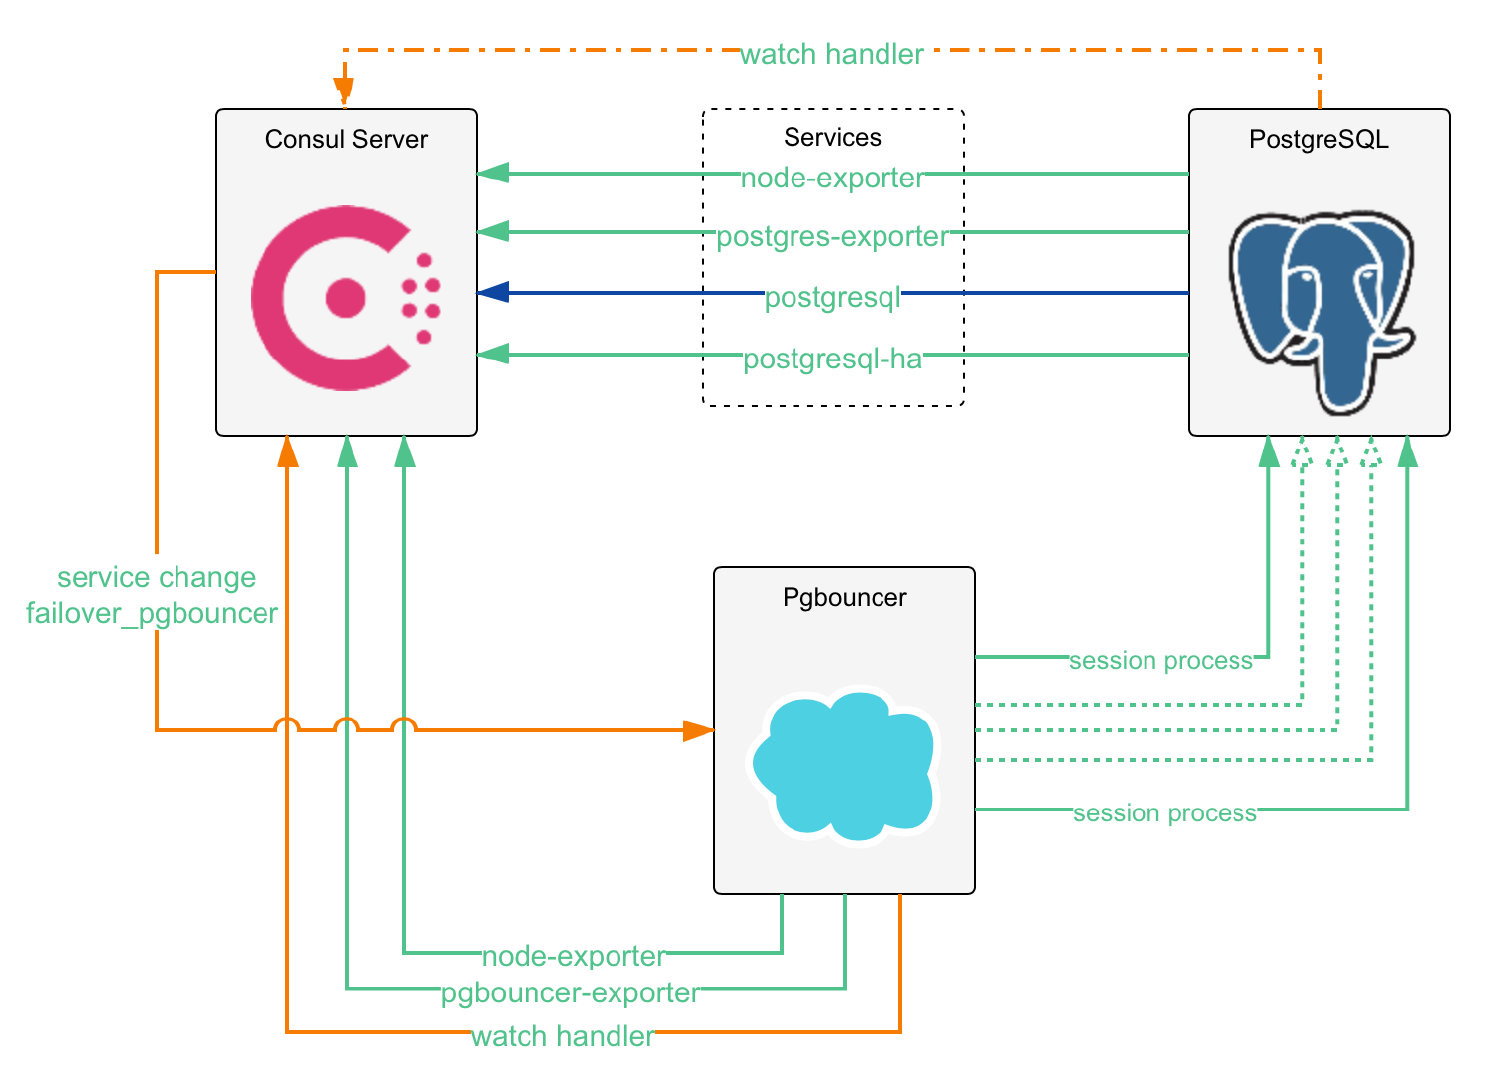 watch handler
Consul Server
Services
PostgreSQL
node-exporter
postgres-exporter
postgresql
postgresql-ha
service change
failover_pgbouncer
Pgbouncer
session process
session process
node-exporter
pgbouncer-exporter
watch handler